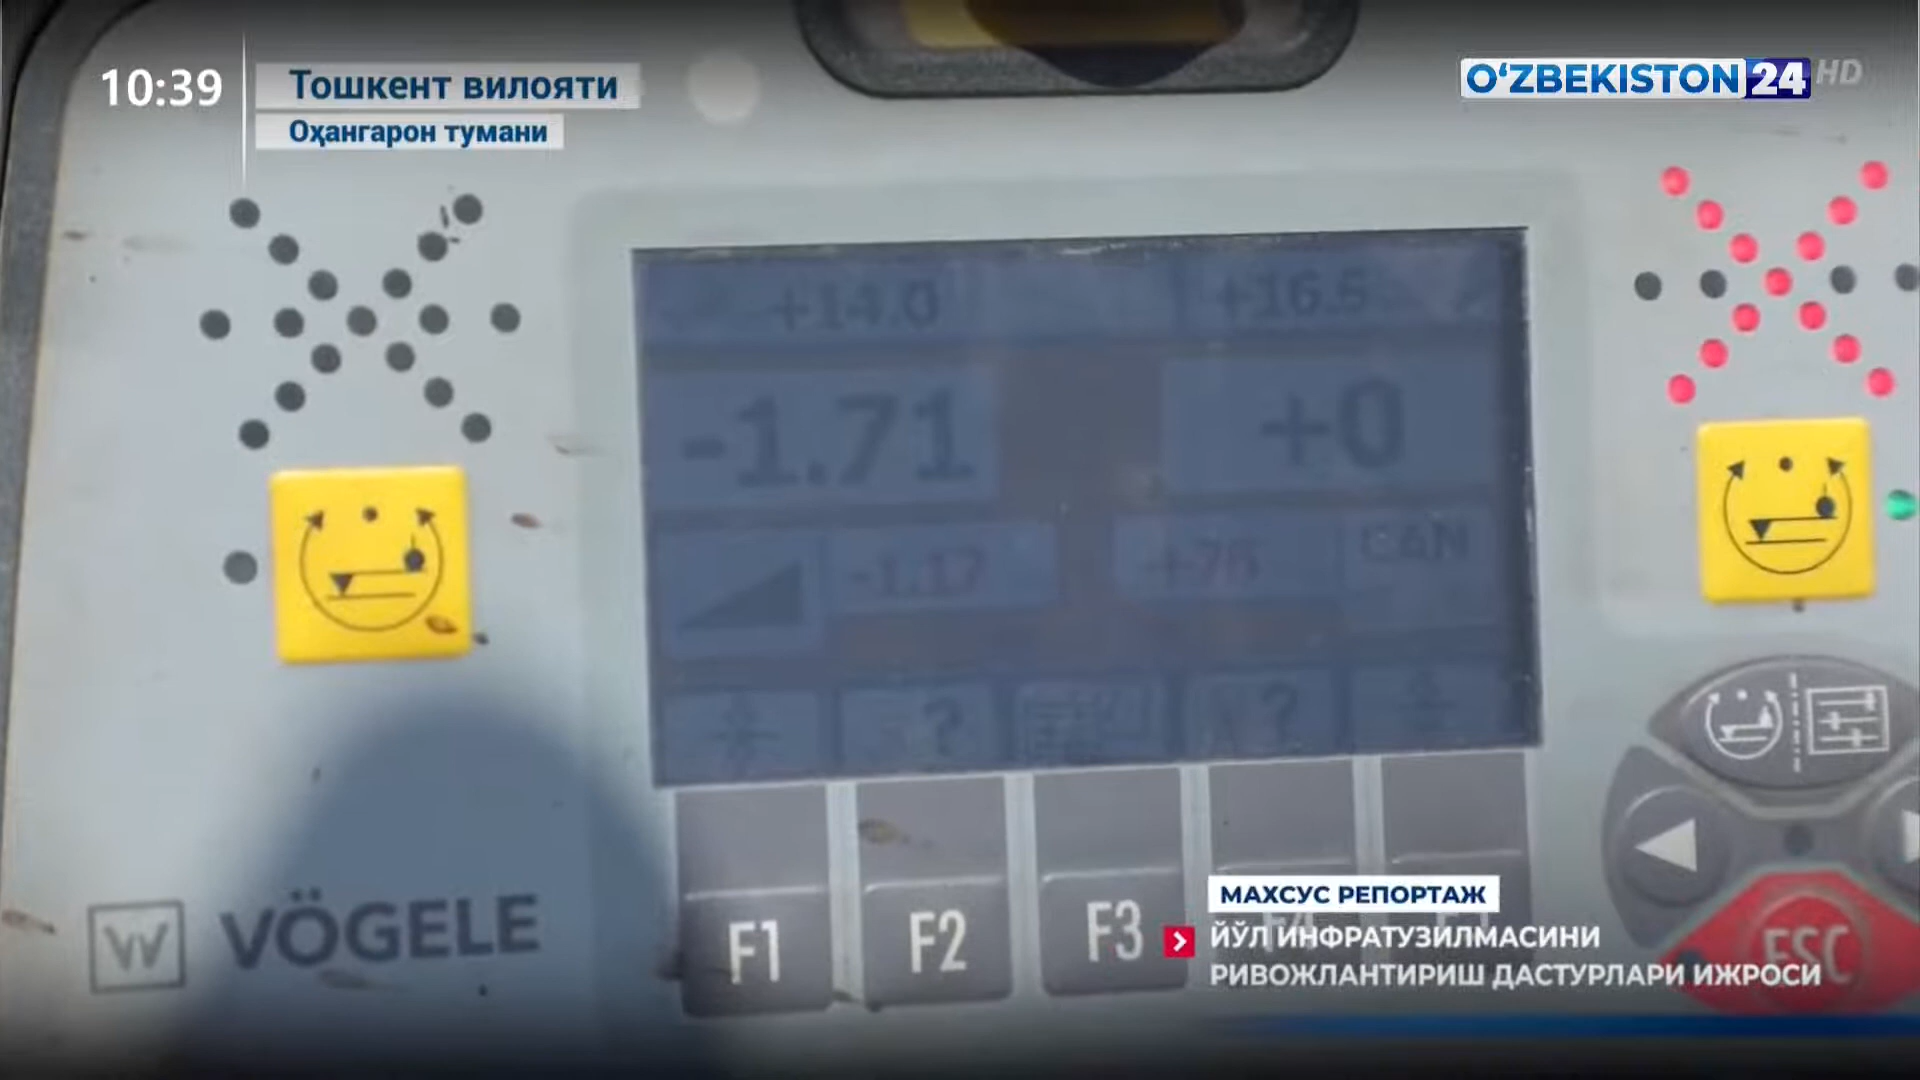 10:39
Тошкент вилояти
Оҳангарон тумани
O‘ZBEKISTON 24 HD
+14.0
+16.5
-1.71
+0
-1.17
+76
CAN
?
?
VÖGELE
F1
F2
F3
F4
ESC
МАХСУС РЕПОРТАЖ
ЙЎЛ ИНФРАТУЗИЛМАСИНИ
РИВОЖЛАНТИРИШ ДАСТУРЛАРИ ИЖРОСИ